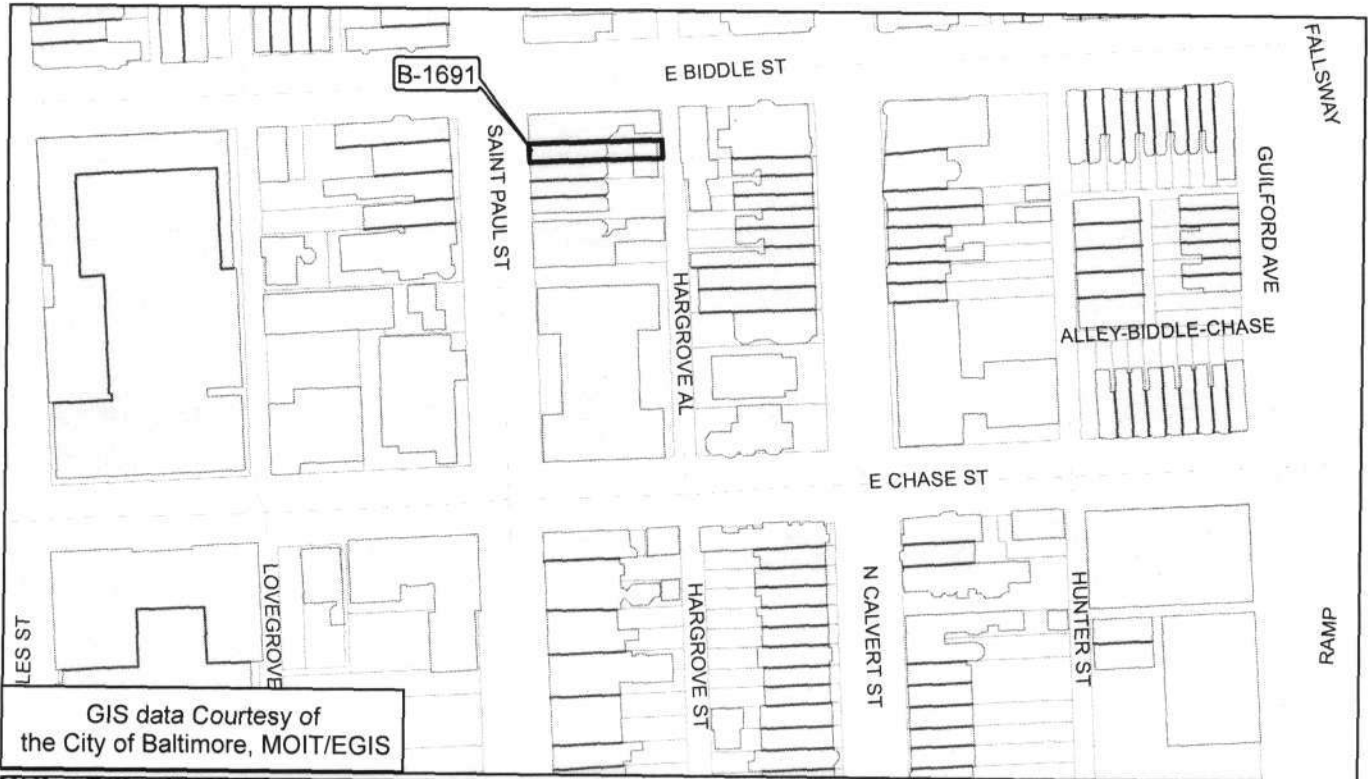 E BIDDLE ST
B-1691
FALLSWAY
SAINT PAUL ST
GUILFORD AVE
HARGROVE AL
ALLEY-BIDDLE-CHASE
E CHASE ST
LES ST
LOVEGROVE
HARGROVE ST
N CALVERT ST
HUNTER ST
RAMP
GIS data Courtesy of
the City of Baltimore, MOIT/EGIS